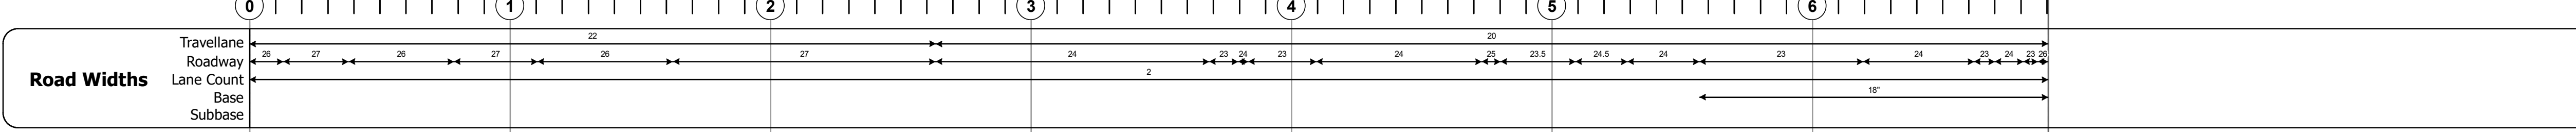 0 1 2 3 4 5 6
Road Widths
Travellane 22 20
Roadway 26 27 26 27 26 27 24 23 24 23 24 25 23.5 24.5 24 23 24 23 24 23 26
Lane Count 2
Base 18"
Subbase